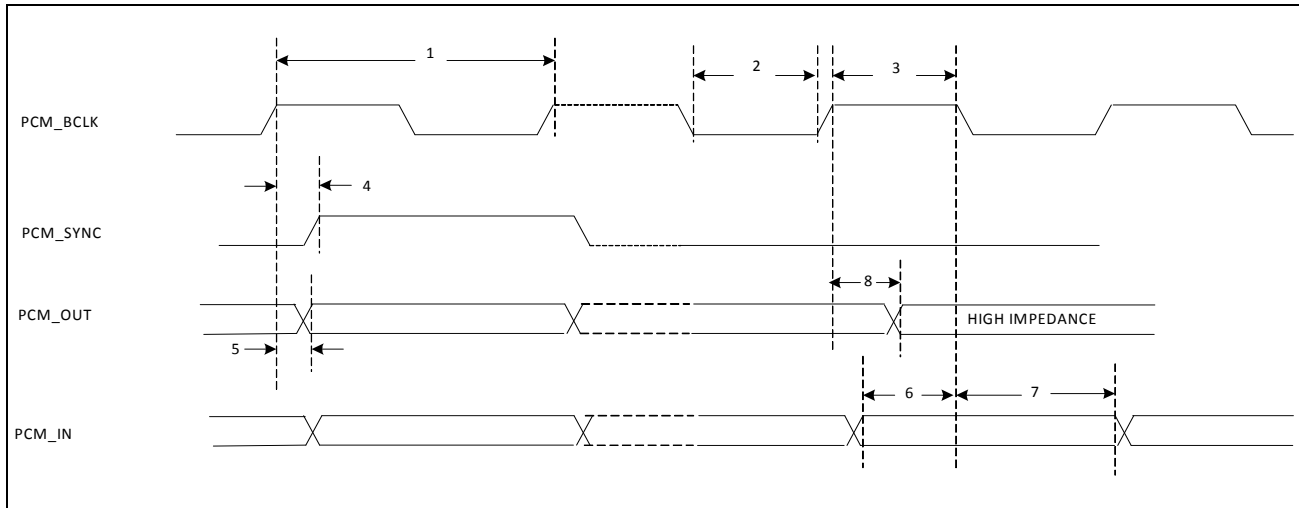 1
2
3
PCM_BCLK
4
PCM_SYNC
8
PCM_OUT
HIGH IMPEDANCE
5
6
7
PCM_IN